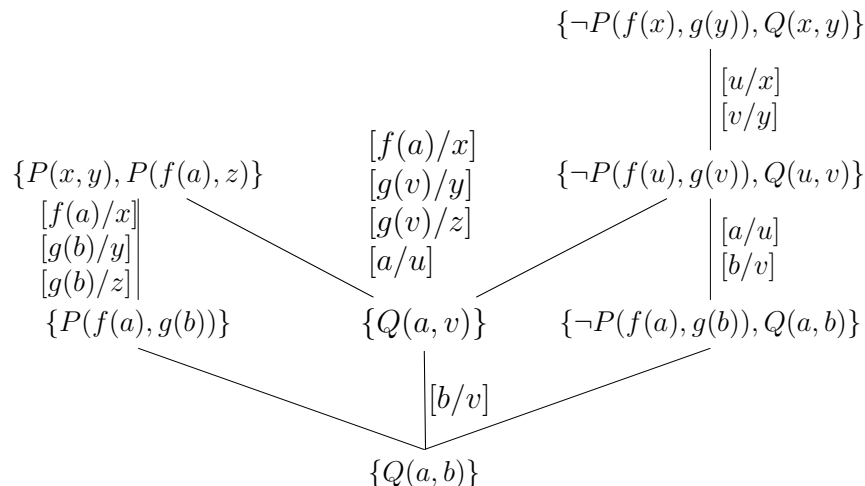 {¬P(f(x), g(y)), Q(x, y)}
[u/x]
[v/y]
[f(a)/x]
[g(v)/y]
[g(v)/z]
[a/u]
{P(x, y), P(f(a), z)}
{¬P(f(u), g(v)), Q(u, v)}
[f(a)/x]
[g(b)/y]
[g(b)/z]
[a/u]
[b/v]
{P(f(a), g(b))}
{Q(a, v)}
{¬P(f(a), g(b)), Q(a, b)}
[b/v]
{Q(a, b)}